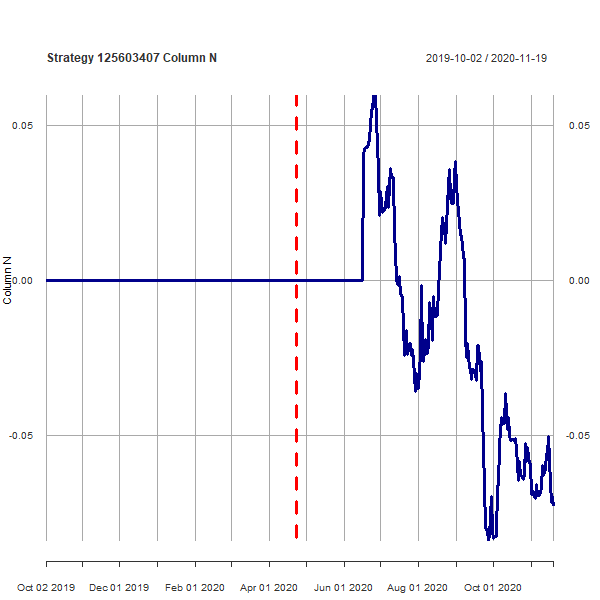 Strategy 125603407 Column N
2019-10-02 / 2020-11-19
0.05
0.05
Column N
0.00
0.00
-0.05
-0.05
Oct 02 2019
Dec 01 2019
Feb 01 2020
Apr 01 2020
Jun 01 2020
Aug 01 2020
Oct 01 2020